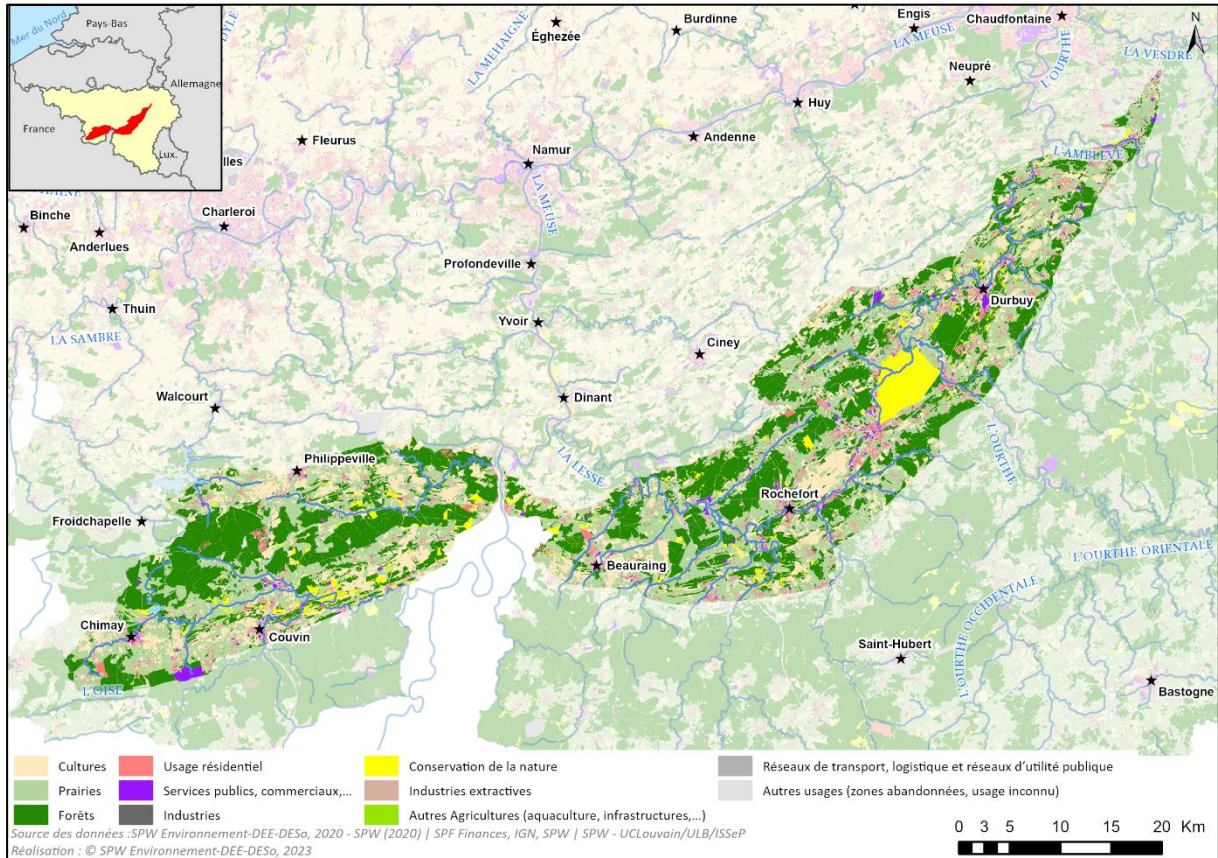 Pays-Bas
Mer du Nord
Allemagne
France
Lux.
DYLE
LA MEHAIGNE
Éghezée
Burdinne
Engis
Chaudfontaine
N
LA MEUSE
L'OURTHE
LA VESDRE
Neupré
Huy
Fleurus
Andenne
Namur
L'AMBLÈVE
LA MEUSE
Binche
Anderlues
Charleroi
Profondeville
Thuin
LA SAMBRE
Yvoir
Durbuy
Ciney
Walcourt
Dinant
LA LESSE
L'OURTHE
Philippeville
Rochefort
Froidchapelle
Beauraing
L'OURTHE ORIENTALE
Chimay
Couvin
L'OISE
Saint-Hubert
L'OURTHE OCCIDENTALE
Bastogne
Cultures
Prairies
Forêts
Usage résidentiel
Services publics, commerciaux,...
Industries
Conservation de la nature
Industries extractives
Autres Agricultures (aquaculture, infrastructures,...)
Réseaux de transport, logistique et réseaux d'utilité publique
Autres usages (zones abandonnées, usage inconnu)
Source des données :SPW Environnement-DEE-DESo, 2020 - SPW (2020) | SPF Finances, IGN, SPW | SPW - UCLouvain/ULB/ISSeP
Réalisation : © SPW Environnement-DEE-DESo, 2023
0 3 6 10 15 20 Km